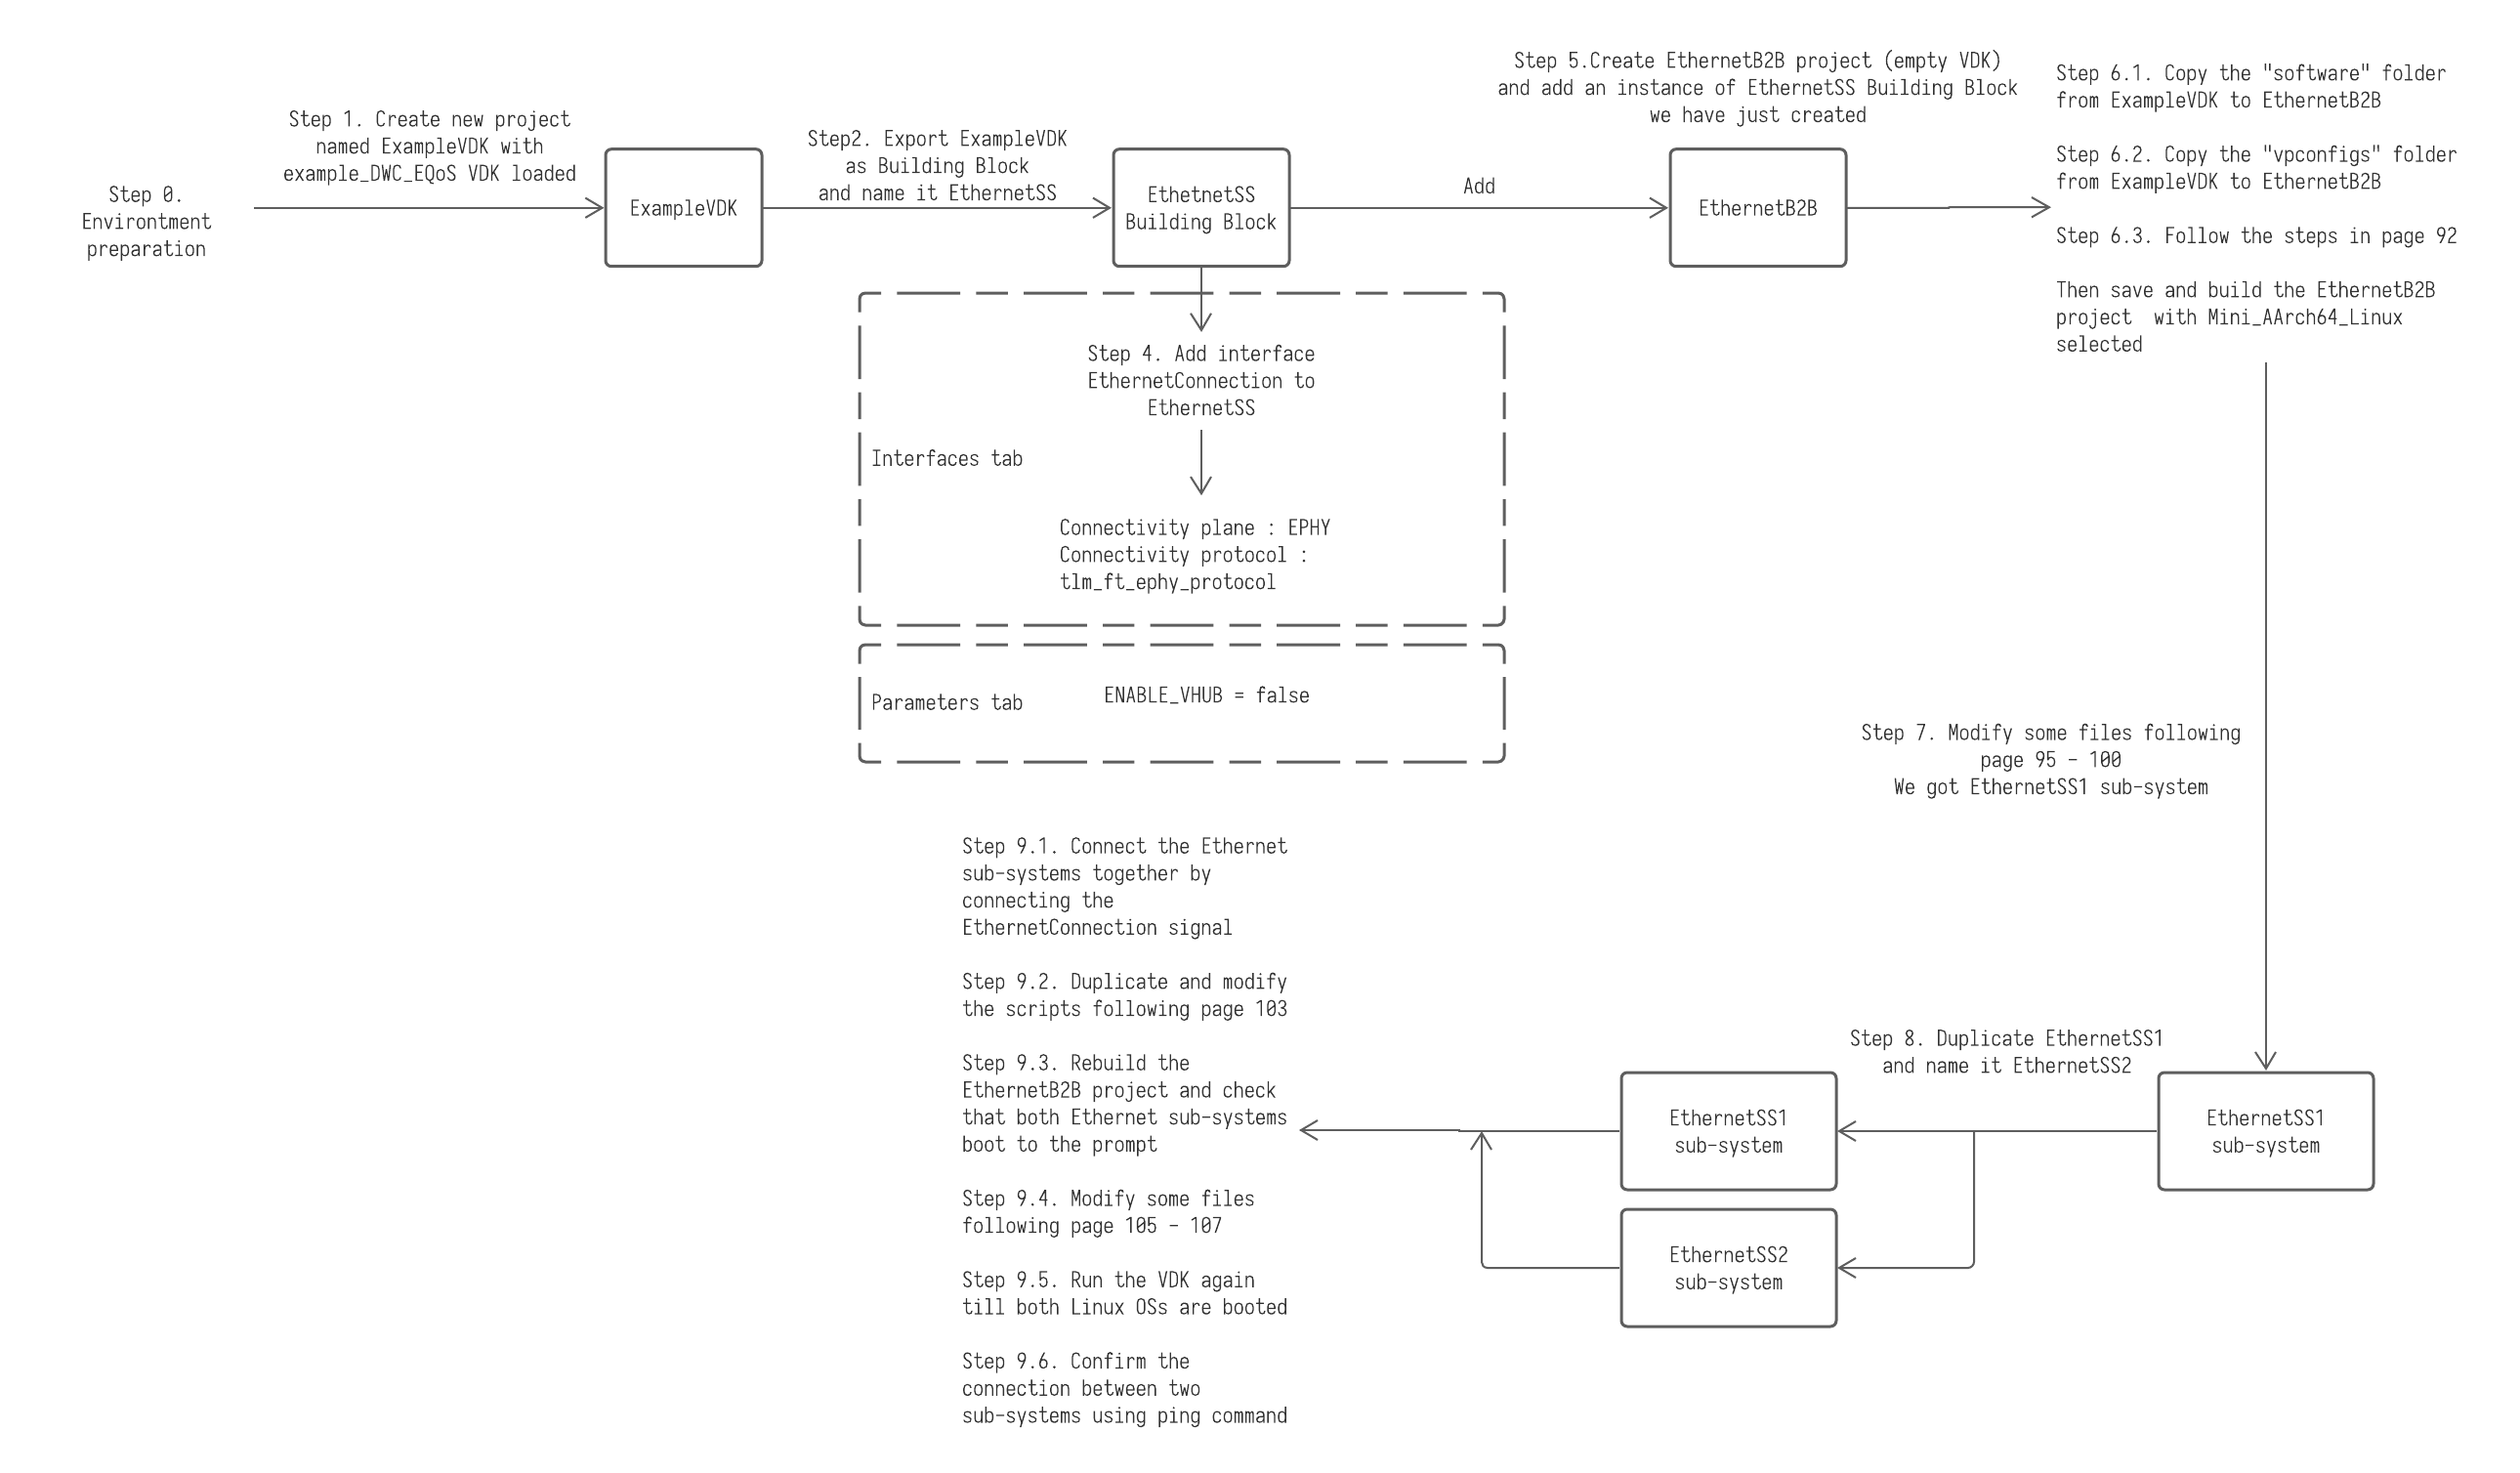 Step 0.
Environtment
preparation
Step 1. Create new project
named ExampleVDK with
example_DWC_EQoS VDK loaded
ExampleVDK
Step2. Export ExampleVDK
as Building Block
and name it EthernetSS
EthetnetSS
Building Block
Add
Step 5.Create EthernetB2B project (empty VDK)
and add an instance of EthernetSS Building Block
we have just created
EthernetB2B
Step 6.1. Copy the "software" folder
from ExampleVDK to EthernetB2B
Step 6.2. Copy the "vpconfigs" folder
from ExampleVDK to EthernetB2B
Step 6.3. Follow the steps in page 92
Then save and build the EthernetB2B
project  with Mini_AArch64_Linux
selected
Step 4. Add interface
EthernetConnection to
EthernetSS
Interfaces tab
Connectivity plane : EPHY
Connectivity protocol :
tlm_ft_ephy_protocol
Parameters tab
ENABLE_VHUB = false
Step 7. Modify some files following
page 95 - 100
We got EthernetSS1 sub-system
EthernetSS1
sub-system
Step 8. Duplicate EthernetSS1
and name it EthernetSS2
EthernetSS1
sub-system
EthernetSS2
sub-system
Step 9.1. Connect the Ethernet
sub-systems together by
connecting the
EthernetConnection signal
Step 9.2. Duplicate and modify
the scripts following page 103
Step 9.3. Rebuild the
EthernetB2B project and check
that both Ethernet sub-systems
boot to the prompt
Step 9.4. Modify some files
following page 105 - 107
Step 9.5. Run the VDK again
till both Linux OSs are booted
Step 9.6. Confirm the
connection between two
sub-systems using ping command